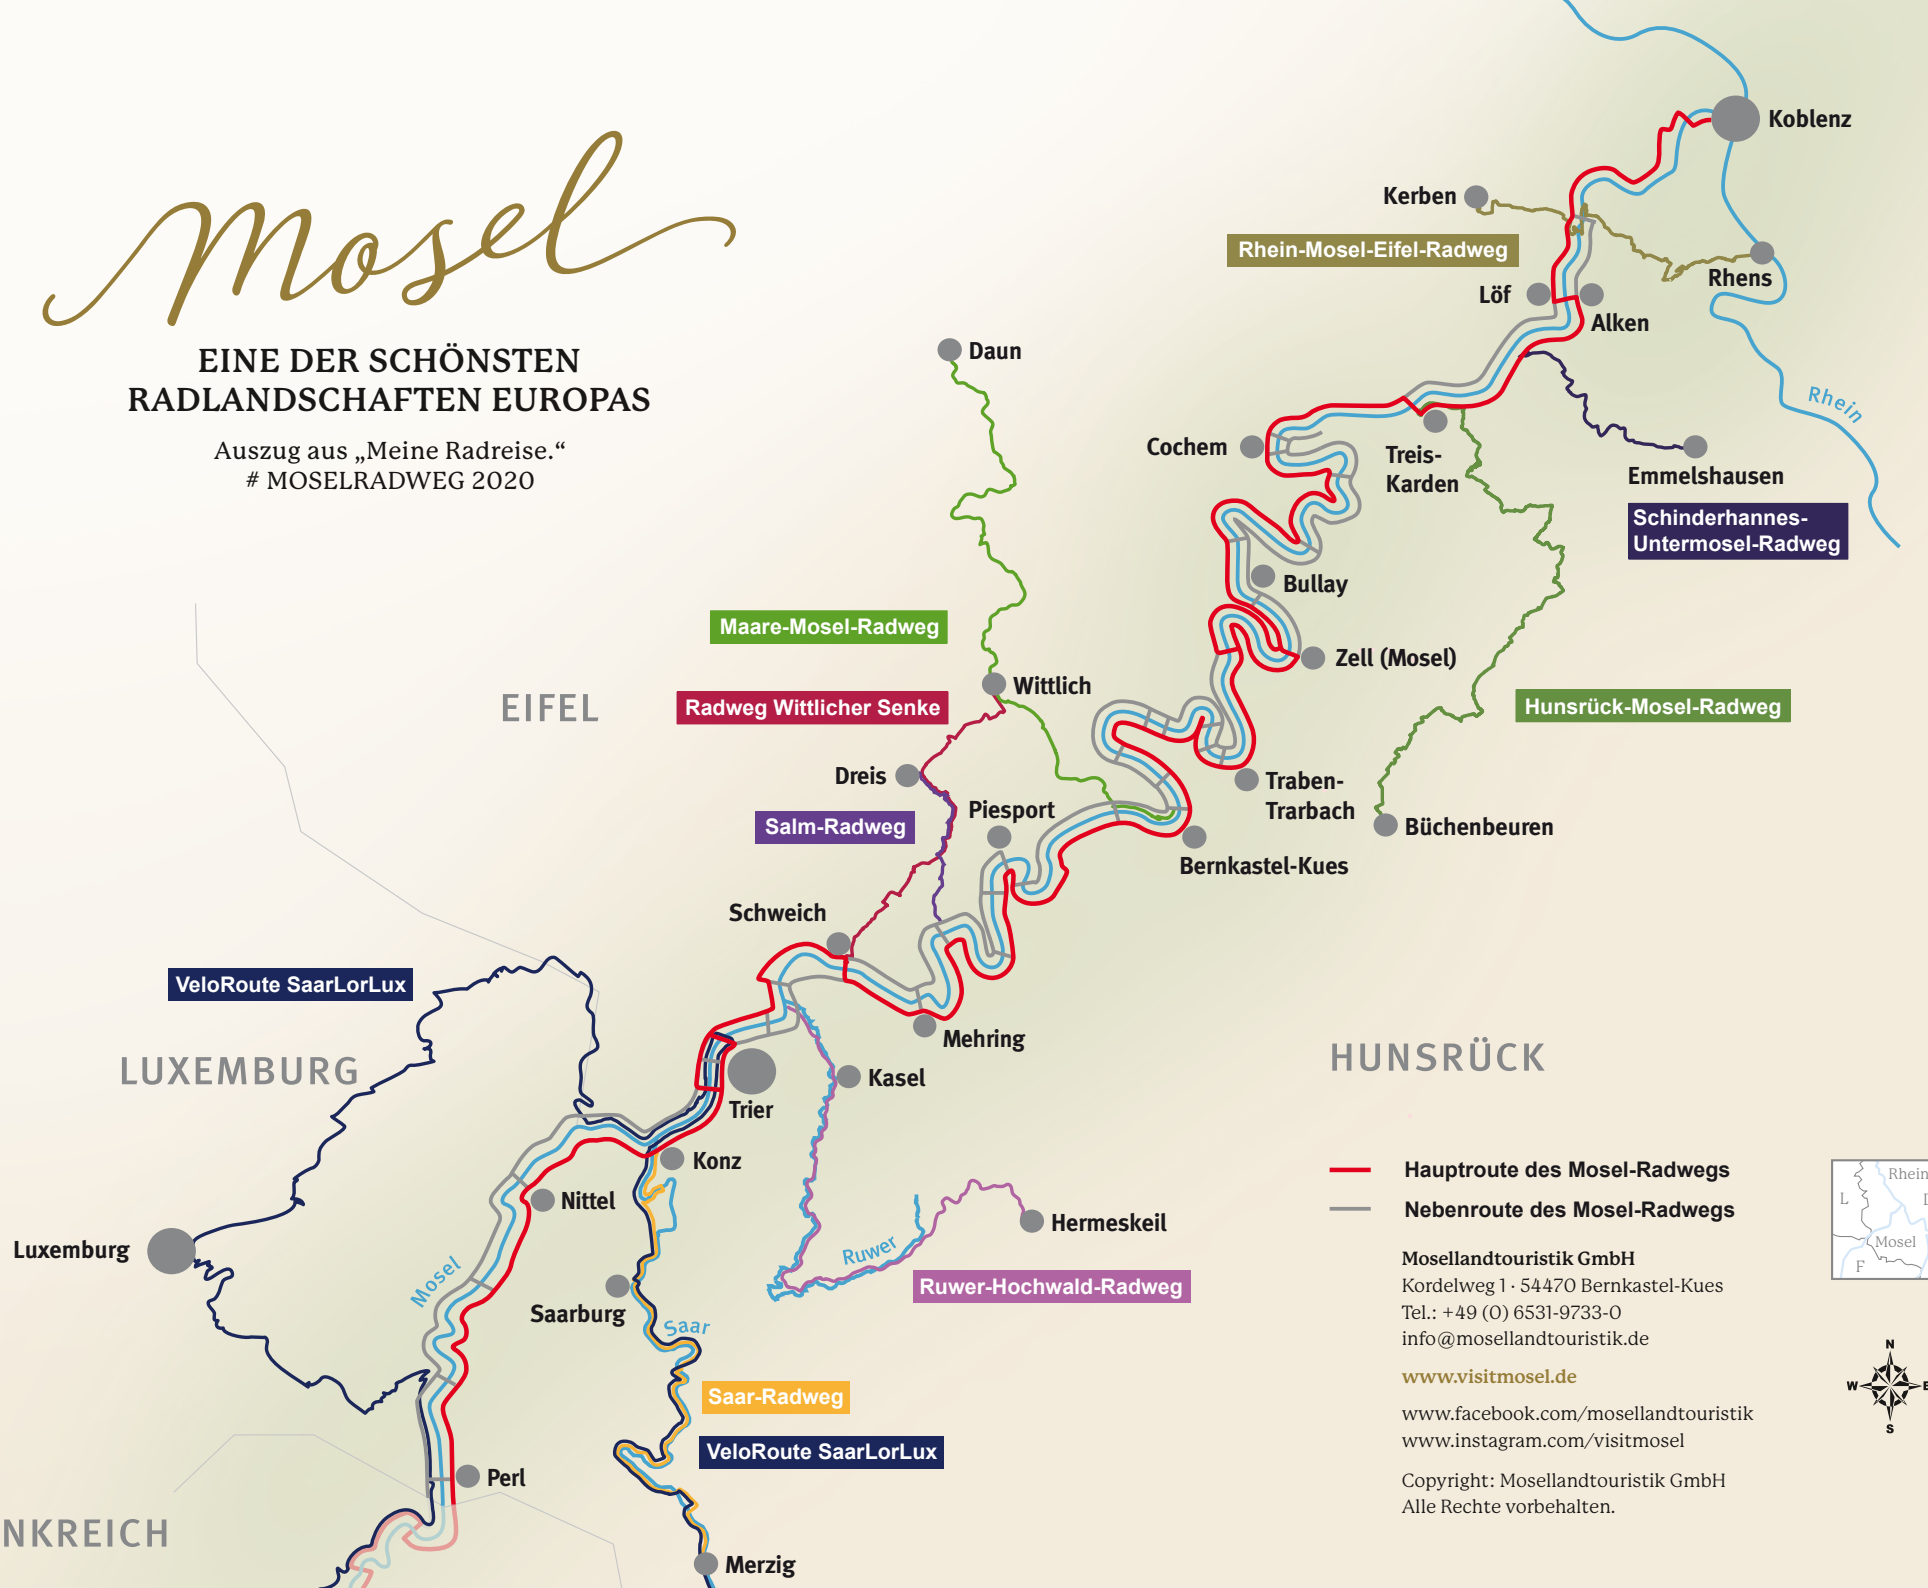 Mosel
EINE DER SCHÖNSTEN
RADLANDSCHAFTEN EUROPAS
Auszug aus „Meine Radreise.“
# MOSELRADWEG 2020
Koblenz
Kerben
Rhein-Mosel-Eifel-Radweg
Rhens
Löf
Alken
Rhein
Daun
Cochem
Treis-
Karden
Emmelshausen
Schinderhannes-
Untermosel-Radweg
Bullay
Maare-Mosel-Radweg
Zell (Mosel)
Wittlich
EIFEL
Radweg Wittlicher Senke
Hunsrück-Mosel-Radweg
Dreis
Traben-
Trarbach
Piesport
Salm-Radweg
Büchenbeuren
Bernkastel-Kues
Schweich
VeloRoute SaarLorLux
Mehring
LUXEMBURG
HUNSRÜCK
Kasel
Trier
Konz
Nittel
Hermeskeil
Luxemburg
Ruwer
Mosel
Ruwer-Hochwald-Radweg
Saarburg
Saar
Saar-Radweg
VeloRoute SaarLorLux
Perl
NKREICH
Merzig
Hauptroute des Mosel-Radwegs
Nebenroute des Mosel-Radwegs
Rhein
L
Mosel
F
Mosellandtouristik GmbH
Kordelweg 1 · 54470 Bernkastel-Kues
Tel.: +49 (0) 6531-9733-0
info@mosellandtouristik.de
www.visitmosel.de
www.facebook.com/mosellandtouristik
www.instagram.com/visitmosel
Copyright: Mosellandtouristik GmbH
Alle Rechte vorbehalten.
N
W
E
S